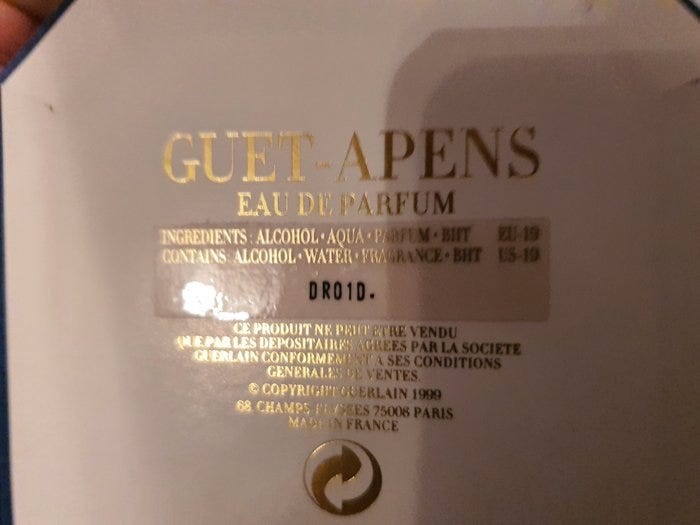 GUET-APENS
EAU DE PARFUM
INGREDIENTS : ALCOHOL • AQUA • PARFUM • BHT EU-19
CONTAINS: ALCOHOL • WATER • FRAGRANCE • BHT US-19
DR01D.
CE PRODUIT NE PEUT ETRE VENDU
QUE PAR LES DEPOSITAIRES AGREES PAR LA SOCIETE
GUERLAIN CONFORMEMENT A SES CONDITIONS
GENERALES DE VENTES.
© COPYRIGHT GUERLAIN 1999
68, CHAMPS ELYSEES 75008 PARIS
MADE IN FRANCE